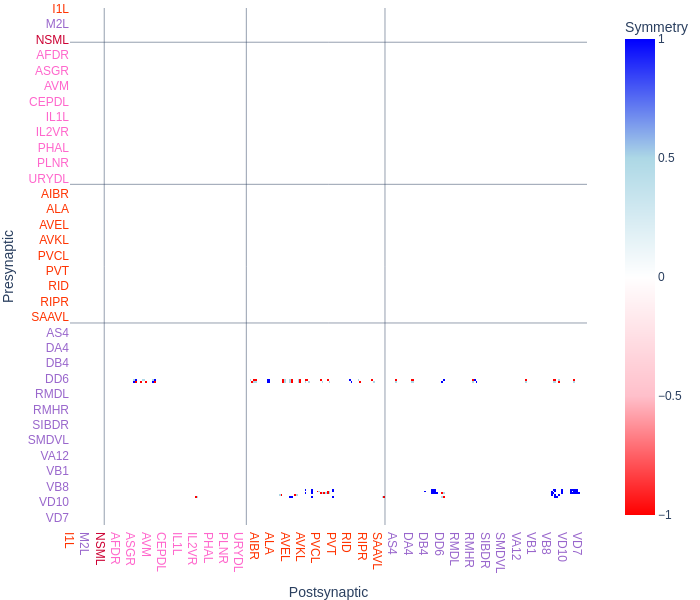 Symmetry
1
0.5
0
−0.5
−1
Presynaptic
I1L
M2L
NSML
AFDR
ASGR
AVM
CEPDL
IL1L
IL2VR
PHAL
PLNR
URYDL
AIBR
ALA
AVEL
AVKL
PVCL
PVT
RID
RIPR
SAAVL
AS4
DA4
DB4
DD6
RMDL
RMHR
SIBDR
SMDVL
VA12
VB1
VB8
VD10
VD7
I1L
M2L
NSML
AFDR
ASGR
AVM
CEPDL
IL1L
IL2VR
PHAL
PLNR
URYDL
AIBR
ALA
AVEL
AVKL
PVCL
PVT
RID
RIPR
SAAVL
AS4
DA4
DB4
DD6
RMDL
RMHR
SIBDR
SMDVL
VA12
VB1
VB8
VD10
VD7
Postsynaptic